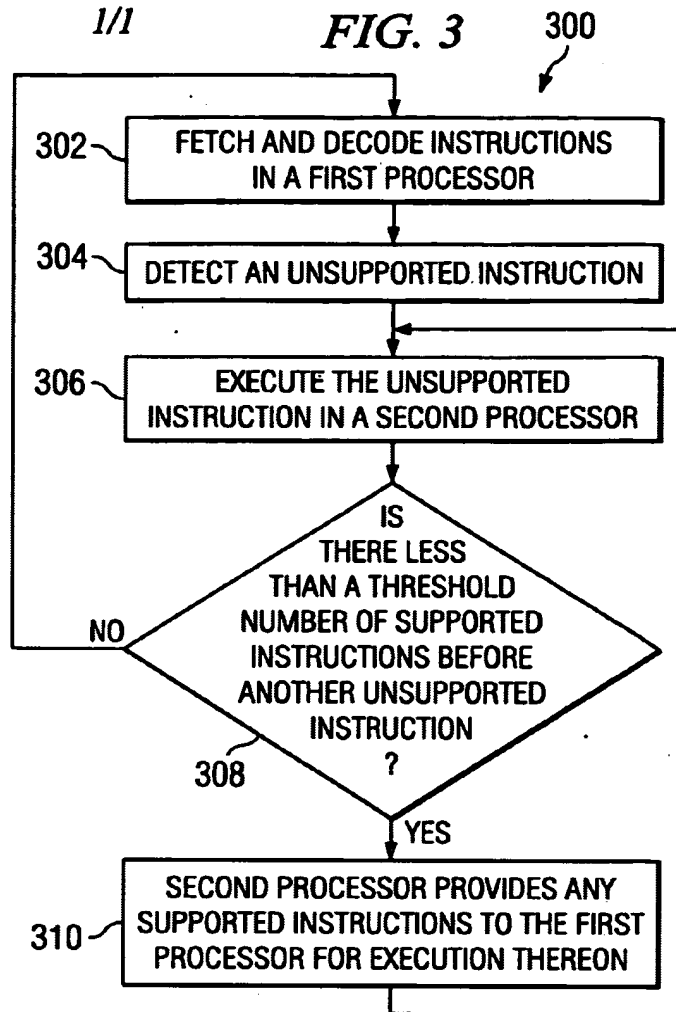 1/1
FIG. 3
300
302
FETCH AND DECODE INSTRUCTIONS
IN A FIRST PROCESSOR
304
DETECT AN UNSUPPORTED INSTRUCTION
306
EXECUTE THE UNSUPPORTED
INSTRUCTION IN A SECOND PROCESSOR
IS
THERE LESS
THAN A THRESHOLD
NUMBER OF SUPPORTED
INSTRUCTIONS BEFORE
ANOTHER UNSUPPORTED
INSTRUCTION
?
NO
308
YES
310
SECOND PROCESSOR PROVIDES ANY
SUPPORTED INSTRUCTIONS TO THE FIRST
PROCESSOR FOR EXECUTION THEREON